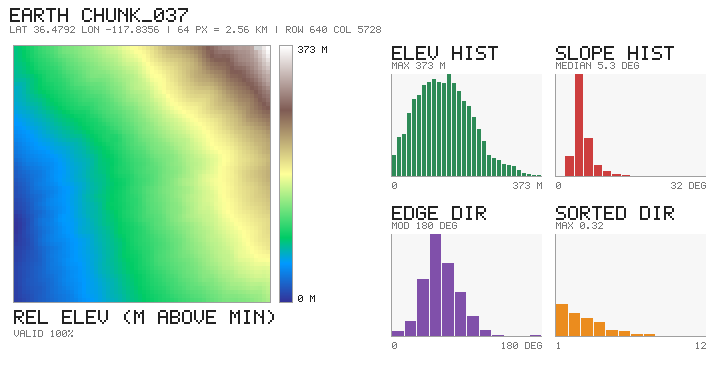 EARTH CHUNK_037
LAT 36.4792 LON -117.8356 | 64 PX = 2.56 KM | ROW 640 COL 5728
373 M
0 M
REL ELEV (M ABOVE MIN)
VALID 100%
ELEV HIST
MAX 373 M
0 373 M
SLOPE HIST
MEDIAN 5.3 DEG
0 32 DEG
EDGE DIR
MOD 180 DEG
0 180 DEG
SORTED DIR
MAX 0.32
1 12